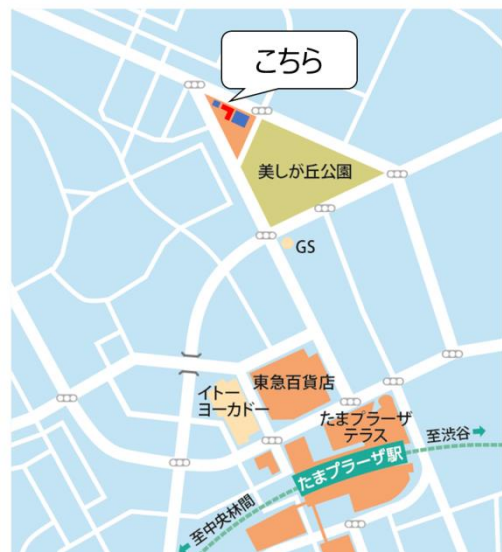 こちら
美しが丘公園
GS
東急百貨店
イトー
ヨーカドー
たまプラーザ
テラス
至渋谷
たまプラーザ駅
至中央林間